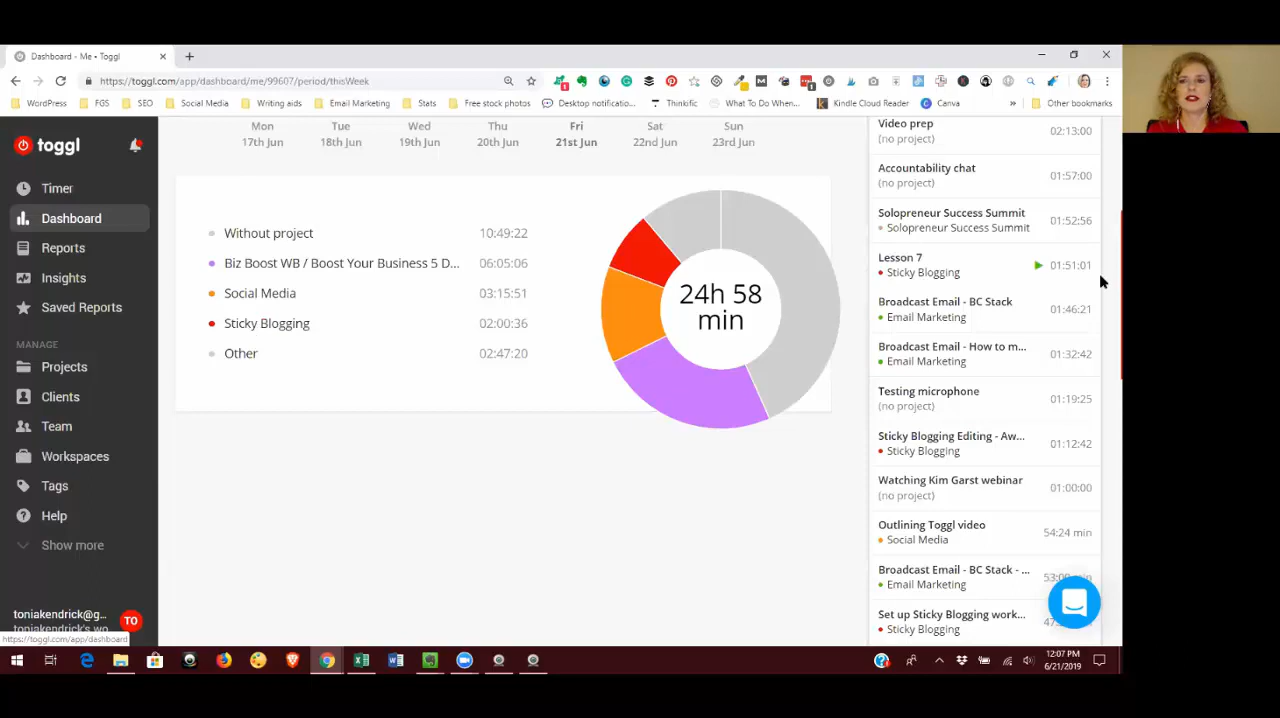 Dashboard - Me • Toggl
https://toggl.com/app/dashboard/me/99607/period/thisWeek
WordPress FGS SEO Social Media Writing aids Email Marketing Stats Free stock photos Desktop notificatio... Thinkific What To Do When... Kindle Cloud Reader Canva » Other bookmarks
toggl
Timer
Dashboard
Reports
Insights
Saved Reports
MANAGE
Projects
Clients
Team
Workspaces
Tags
Help
Show more
toniakendrick@g...
TO
toniakendrick's wo
https://toggl.com/app/dashboard
Mon Tue Wed Thu Fri Sat Sun
17th Jun 18th Jun 19th Jun 20th Jun 21st Jun 22nd Jun 23rd Jun
Without project 10:49:22
Biz Boost WB / Boost Your Business 5 D... 06:05:06
Social Media 03:15:51
Sticky Blogging 02:00:36
Other 02:47:20
24h 58
min
Video prep
(no project) 02:13:00
Accountability chat
(no project) 01:57:00
Solopreneur Success Summit
Solopreneur Success Summit 01:52:56
Lesson 7
Sticky Blogging 01:51:01
Broadcast Email - BC Stack
Email Marketing 01:46:21
Broadcast Email - How to m...
Email Marketing 01:32:42
Testing microphone
(no project) 01:19:25
Sticky Blogging Editing - Aw...
Sticky Blogging 01:12:42
Watching Kim Garst webinar
(no project) 01:00:00
Outlining Toggl video
Social Media 54:24 min
Broadcast Email - BC Stack - ...
Email Marketing
Set up Sticky Blogging work...
Sticky Blogging
12:07 PM
6/21/2019